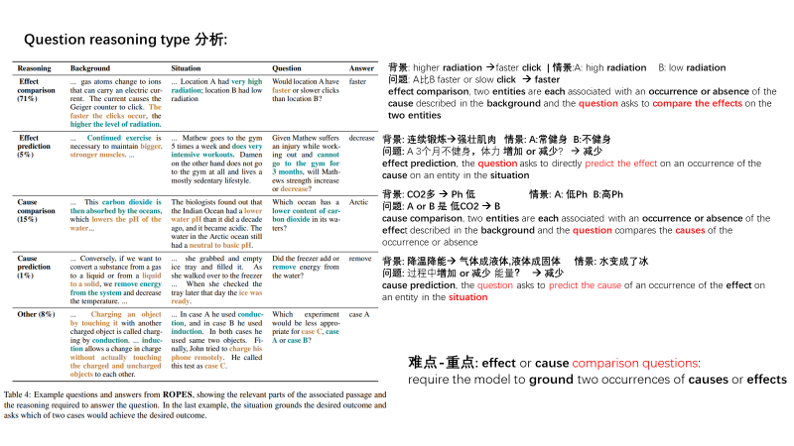 Question reasoning type 分析:
Reasoning Background Situation Question Answer
Effect comparison (71%)
... gas atoms change to ions
that can carry an electric cur-
rent. The current causes the
Geiger counter to click. The
faster the clicks occur, the
higher the level of radiation.
... Location A had very high
radiation; location B had low
radiation
Would location A have
faster or slower clicks
than location B?
faster
Effect prediction (5%)
... Continued exercise is
necessary to maintain bigger,
stronger muscles. ...
... Mathew goes to the gym
5 times a week and does very
intensive workouts. Damen
on the other hand does not go
to the gym at all and lives a
mostly sedentary lifestyle.
Given Mathew suffers
an injury while work-
ing out and cannot
go to the gym for
3 months, will Math-
ews strength increase
or decrease?
decrease
Cause comparison (15%)
... This carbon dioxide is
then absorbed by the oceans,
which lowers the pH of the
water...
The biologists found out that
the Indian Ocean had a lower
water pH than it did a decade
ago, and it became acidic. The
water in the Arctic ocean still
had a neutral to basic pH.
Which ocean has a
lower content of car-
bon dioxide in its wa-
ters?
Arctic
Cause prediction (1%)
... Conversely, if we want to
convert a substance from a gas
to a liquid or from a liquid
to a solid, we remove energy
from the system and decrease
the temperature. ...
... she grabbed and empty
ice tray and filled it. As
she walked over to the freezer
... When she checked the
tray later that day the ice was
ready.
Did the freezer add or
remove energy from
the water?
remove
Other (8%)
... Charging an object
by touching it with another
charged object is called charg-
ing by conduction. ... induc-
tion allows a change in charge
without actually touching
the charged and uncharged
objects to each other.
... In case A he used conduc-
tion, and in case B he used
induction. In both cases he
used same two objects. Fi-
nally, John tried to charge his
phone remotely. He called
this test as case C.
Which experiment
would be less appro-
priate for case C, case
A or case B?
case A
Table 4: Example questions and answers from ROPES, showing the relevant parts of the associated passage and
the reasoning required to answer the question. In the last example, the situation grounds the desired outcome and
asks which of two cases would achieve the desired outcome.
背景: higher radiation →faster click | 情景:A: high radiation B: low radiation
问题: A比B faster or slow click → faster
effect comparison, two entities are each associated with an occurrence or absence of the
cause described in the background and the question asks to compare the effects on the
two entities
背景: 连续锻炼→强壮肌肉 情景: A:常健身 B:不健身
问题: A 3个月不健身，体力 增加 or 减少? → 减少
effect prediction, the question asks to directly predict the effect on an occurrence of the
cause on an entity in the situation
背景: CO2多 → Ph 低 情景: A: 低Ph B:高Ph
问题: A or B 是 低CO2 → B
cause comparison, two entities are each associated with an occurrence or absence of the
effect described in the background and the question compares the causes of the
occurrence or absence
背景: 降温降能→ 气体成液体,液体成固体 情景: 水变成了冰
问题: 过程中增加 or 减少 能量? → 减少
cause prediction, the question asks to predict the cause of an occurrence of the effect on
an entity in the situation
难点-重点: effect or cause comparison questions:
require the model to ground two occurrences of causes or effects